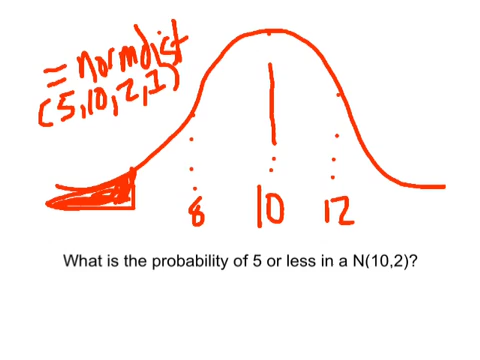 = normdist
(5,10,2,1)
8 10 12
What is the probability of 5 or less in a N(10,2)?